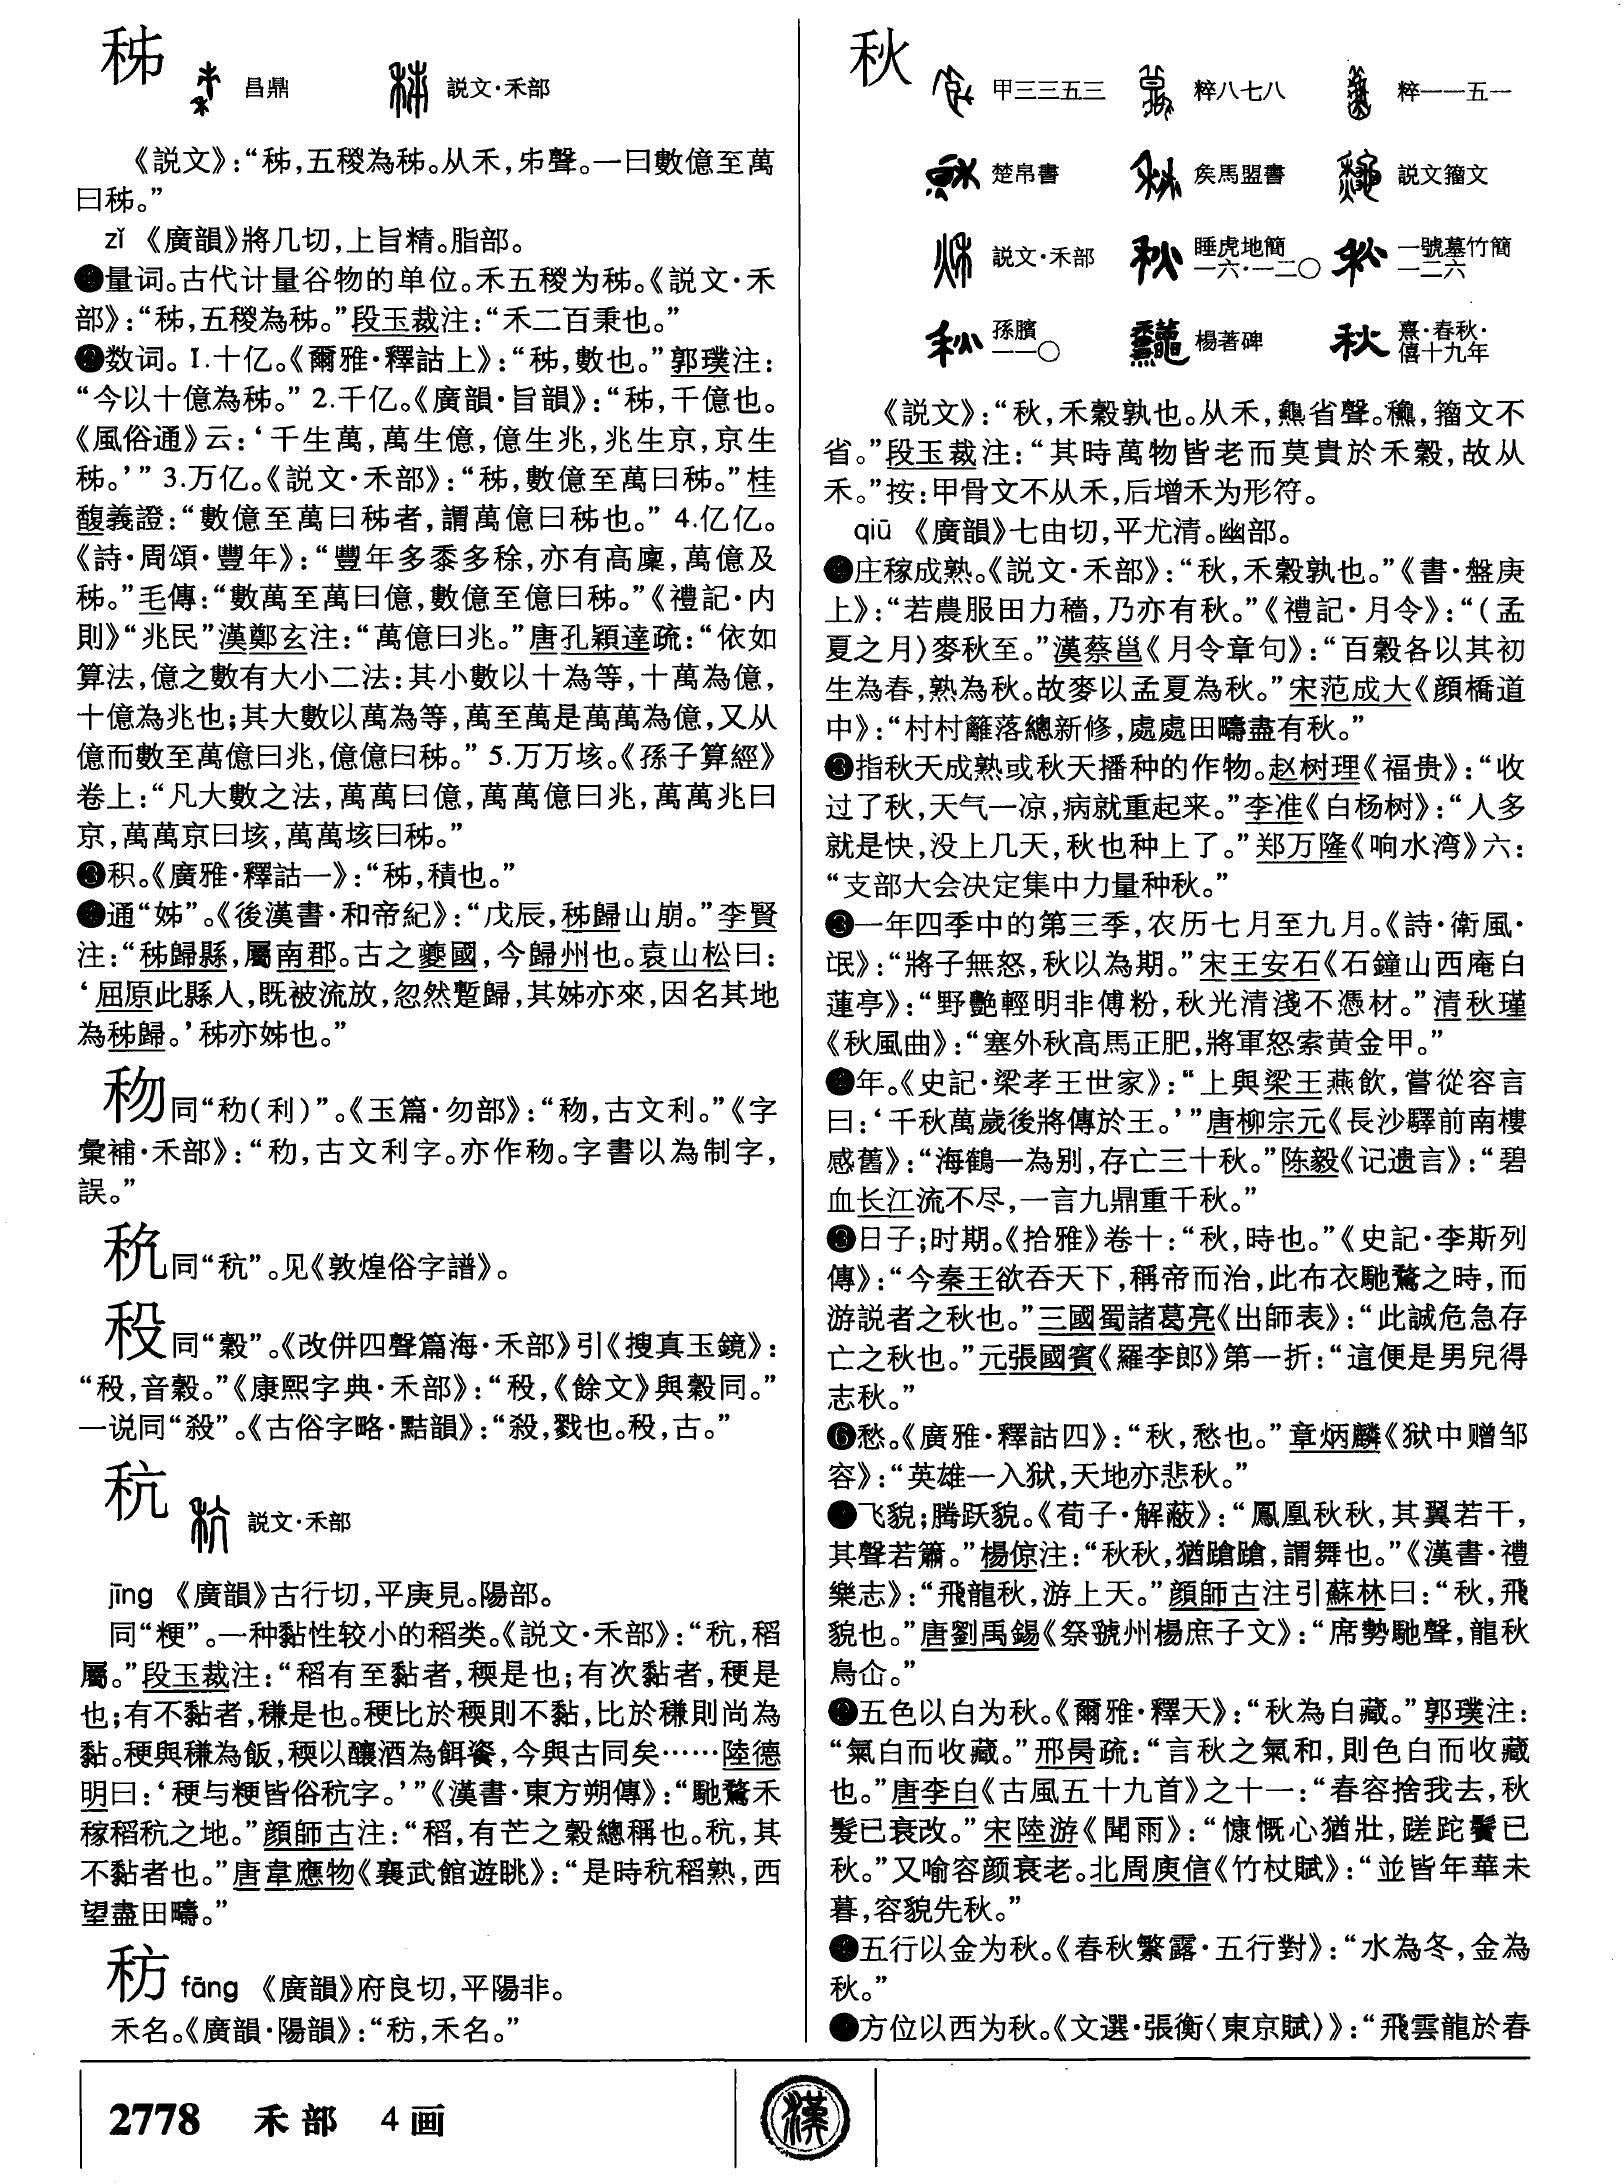 秭
昌鼎 説文·禾部
《説文》:“秭,五稯為秭。从禾,𠂔聲。一曰數億至萬
曰秭。”
zǐ 《廣韻》將几切,上旨精。脂部。
❶量词。古代计量谷物的单位。禾五稯为秭。《説文·禾
部》:“秭,五稯為秭。”段玉裁注:“禾二百秉也。”
❷数词。1.十亿。《爾雅·釋詁上》:“秭,數也。”郭璞注:
“今以十億為秭。”2.千亿。《廣韻·旨韻》:“秭,千億也。
《風俗通》云:‘千生萬,萬生億,億生兆,兆生京,京生
秭。’”3.万亿。《説文·禾部》:“秭,數億至萬曰秭。”桂
馥義證:“數億至萬曰秭者,謂萬億曰秭也。”4.亿亿。
《詩·周頌·豐年》:“豐年多黍多稌,亦有高廩,萬億及
秭。”毛傳:“數萬至萬曰億,數億至億曰秭。”《禮記·内
則》“兆民”漢鄭玄注:“萬億曰兆。”唐孔穎達疏:“依如
算法,億之數有大小二法:其小數以十為等,十萬為億,
十億為兆也;其大數以萬為等,萬至萬是萬萬為億,又从
億而數至萬億曰兆,億億曰秭。”5.万万垓。《孫子算經》
卷上:“凡大數之法,萬萬曰億,萬萬億曰兆,萬萬兆曰
京,萬萬京曰垓,萬萬垓曰秭。”
❸积。《廣雅·釋詁一》:“秭,積也。”
❹通“姊”。《後漢書·和帝紀》:“戊辰,秭歸山崩。”李賢
注:“秭歸縣,屬南郡。古之夔國,今歸州也。袁山松曰:
‘屈原此縣人,既被流放,忽然蹔歸,其姊亦來,因名其地
為秭歸。’秭亦姊也。”
䄧同“𥝢(利)”。《玉篇·勿部》:“䄧,古文利。”《字
彙補·禾部》:“𥝢,古文利字。亦作䄧。字書以為制字,
誤。”
同“秔”。见《敦煌俗字譜》。
同“穀”。《改併四聲篇海·禾部》引《搜真玉鏡》:
“,音穀。”《康熙字典·禾部》:“,《餘文》與穀同。”
一说同“殺”。《古俗字略·黠韻》:“殺,戮也。,古。”
秔
説文·禾部
jīng 《廣韻》古行切,平庚見。陽部。
同“粳”。一种黏性较小的稻类。《説文·禾部》:“秔,稻
屬。”段玉裁注:“稻有至黏者,稬是也;有次黏者,稉是
也;有不黏者,稴是也。稉比於稬則不黏,比於稴則尚為
黏。稉與稴為飯,稬以釀酒為餌餈,今與古同矣……陸德
明曰:‘稉与粳皆俗秔字。’”《漢書·東方朔傳》:“馳騖禾
稼稻秔之地。”顔師古注:“稻,有芒之穀總稱也。秔,其
不黏者也。”唐韋應物《襄武館遊眺》:“是時秔稻熟,西
望盡田疇。”
䄱 fāng 《廣韻》府良切,平陽非。
禾名。《廣韻·陽韻》:“䄱,禾名。”
秋
甲三三五三 粹八七八 粹一一五一
楚帛書 矦馬盟書 説文籀文
説文·禾部 睡虎地簡一六·一二〇 一號墓竹簡一二六
孫臏一一〇 楊著碑 熹·春秋·僖十九年
《説文》:“秋,禾穀孰也。从禾,省聲。,籀文不
省。”段玉裁注:“其時萬物皆老而莫貴於禾穀,故从
禾。”按:甲骨文不从禾,后增禾为形符。
qiū 《廣韻》七由切,平尤清。幽部。
❶庄稼成熟。《説文·禾部》:“秋,禾穀孰也。”《書·盤庚
上》:“若農服田力穡,乃亦有秋。”《禮記·月令》:“(孟
夏之月)麥秋至。”漢蔡邕《月令章句》:“百穀各以其初
生為春,熟為秋。故麥以孟夏為秋。”宋范成大《顔橋道
中》:“村村籬落總新修,處處田疇盡有秋。”
❷指秋天成熟或秋天播种的作物。赵树理《福贵》:“收
过了秋,天气一凉,病就重起来。”李准《白杨树》:“人多
就是快,没上几天,秋也种上了。”郑万隆《响水湾》六:
“支部大会决定集中力量种秋。”
❸一年四季中的第三季,农历七月至九月。《詩·衛風·
氓》:“將子無怒,秋以為期。”宋王安石《石鐘山西庵白
蓮亭》:“野艷輕明非傅粉,秋光清淺不憑材。”清秋瑾
《秋風曲》:“塞外秋高馬正肥,將軍怒索黄金甲。”
❹年。《史記·梁孝王世家》:“上與梁王燕飲,嘗從容言
曰:‘千秋萬歲後將傳於王。’”唐柳宗元《長沙驛前南樓
感舊》:“海鶴一為别,存亡三十秋。”陈毅《记遗言》:“碧
血长江流不尽,一言九鼎重千秋。”
❺日子;时期。《拾雅》卷十:“秋,時也。”《史記·李斯列
傳》:“今秦王欲吞天下,稱帝而治,此布衣馳騖之時,而
游説者之秋也。”三國蜀諸葛亮《出師表》:“此誠危急存
亡之秋也。”元張國賓《羅李郎》第一折:“這便是男兒得
志秋。”
❻愁。《廣雅·釋詁四》:“秋,愁也。”章炳麟《狱中赠邹
容》:“英雄一入狱,天地亦悲秋。”
❼飞貌;腾跃貌。《荀子·解蔽》:“鳳凰秋秋,其翼若干,
其聲若簫。”楊倞注:“秋秋,猶蹌蹌,謂舞也。”《漢書·禮
樂志》:“飛龍秋,游上天。”顔師古注引蘇林曰:“秋,飛
貌也。”唐劉禹錫《祭虢州楊庶子文》:“席勢馳聲,龍秋
鳥仚。”
❽五色以白为秋。《爾雅·釋天》:“秋為白藏。”郭璞注:
“氣白而收藏。”邢昺疏:“言秋之氣和,則色白而收藏
也。”唐李白《古風五十九首》之十一:“春容捨我去,秋
髮已衰改。”宋陸游《聞雨》:“慷慨心猶壯,蹉跎鬢已
秋。”又喻容颜衰老。北周庾信《竹杖賦》:“並皆年華未
暮,容貌先秋。”
❾五行以金为秋。《春秋繁露·五行對》:“水為冬,金為
秋。”
❿方位以西为秋。《文選·張衡〈東京賦〉》:“飛雲龍於春
2778 禾部 4画
漢